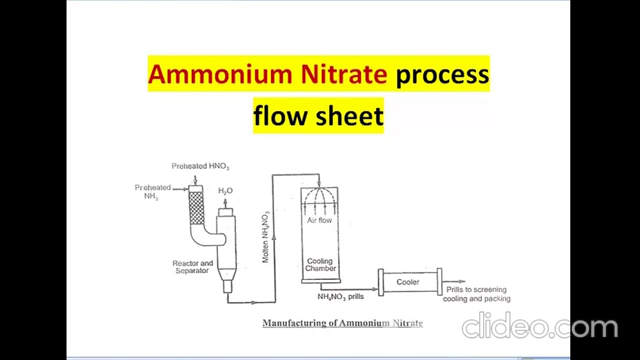 Ammonium Nitrate process
flow sheet
Preheated HNO3
Preheated
NH3
H2O
Reactor and
Separator
Molten NH4NO3
Air flow
Cooling
Chamber
NH4NO3 prills
Cooler
Prills to screening
cooling and packing
Manufacturing of Ammonium Nitrate
clideo.com